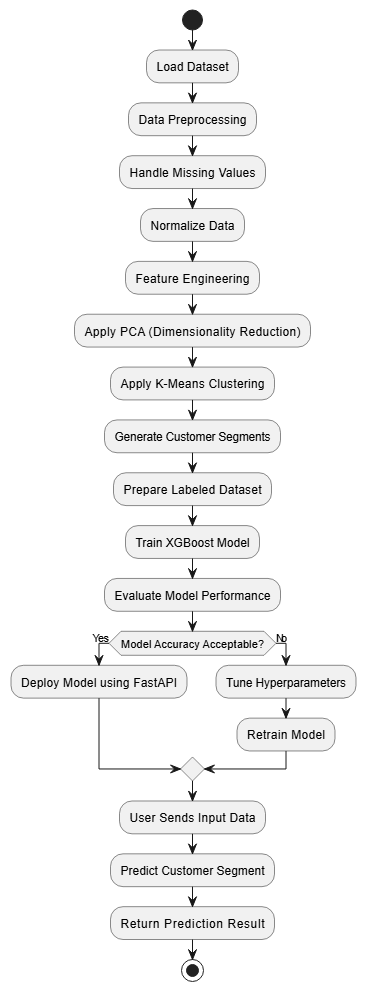 Load Dataset
Data Preprocessing
Handle Missing Values
Normalize Data
Feature Engineering
Apply PCA (Dimensionality Reduction)
Apply K-Means Clustering
Generate Customer Segments
Prepare Labeled Dataset
Train XGBoost Model
Evaluate Model Performance
Yes
Model Accuracy Acceptable?
No
Deploy Model using FastAPI
Tune Hyperparameters
Retrain Model
User Sends Input Data
Predict Customer Segment
Return Prediction Result